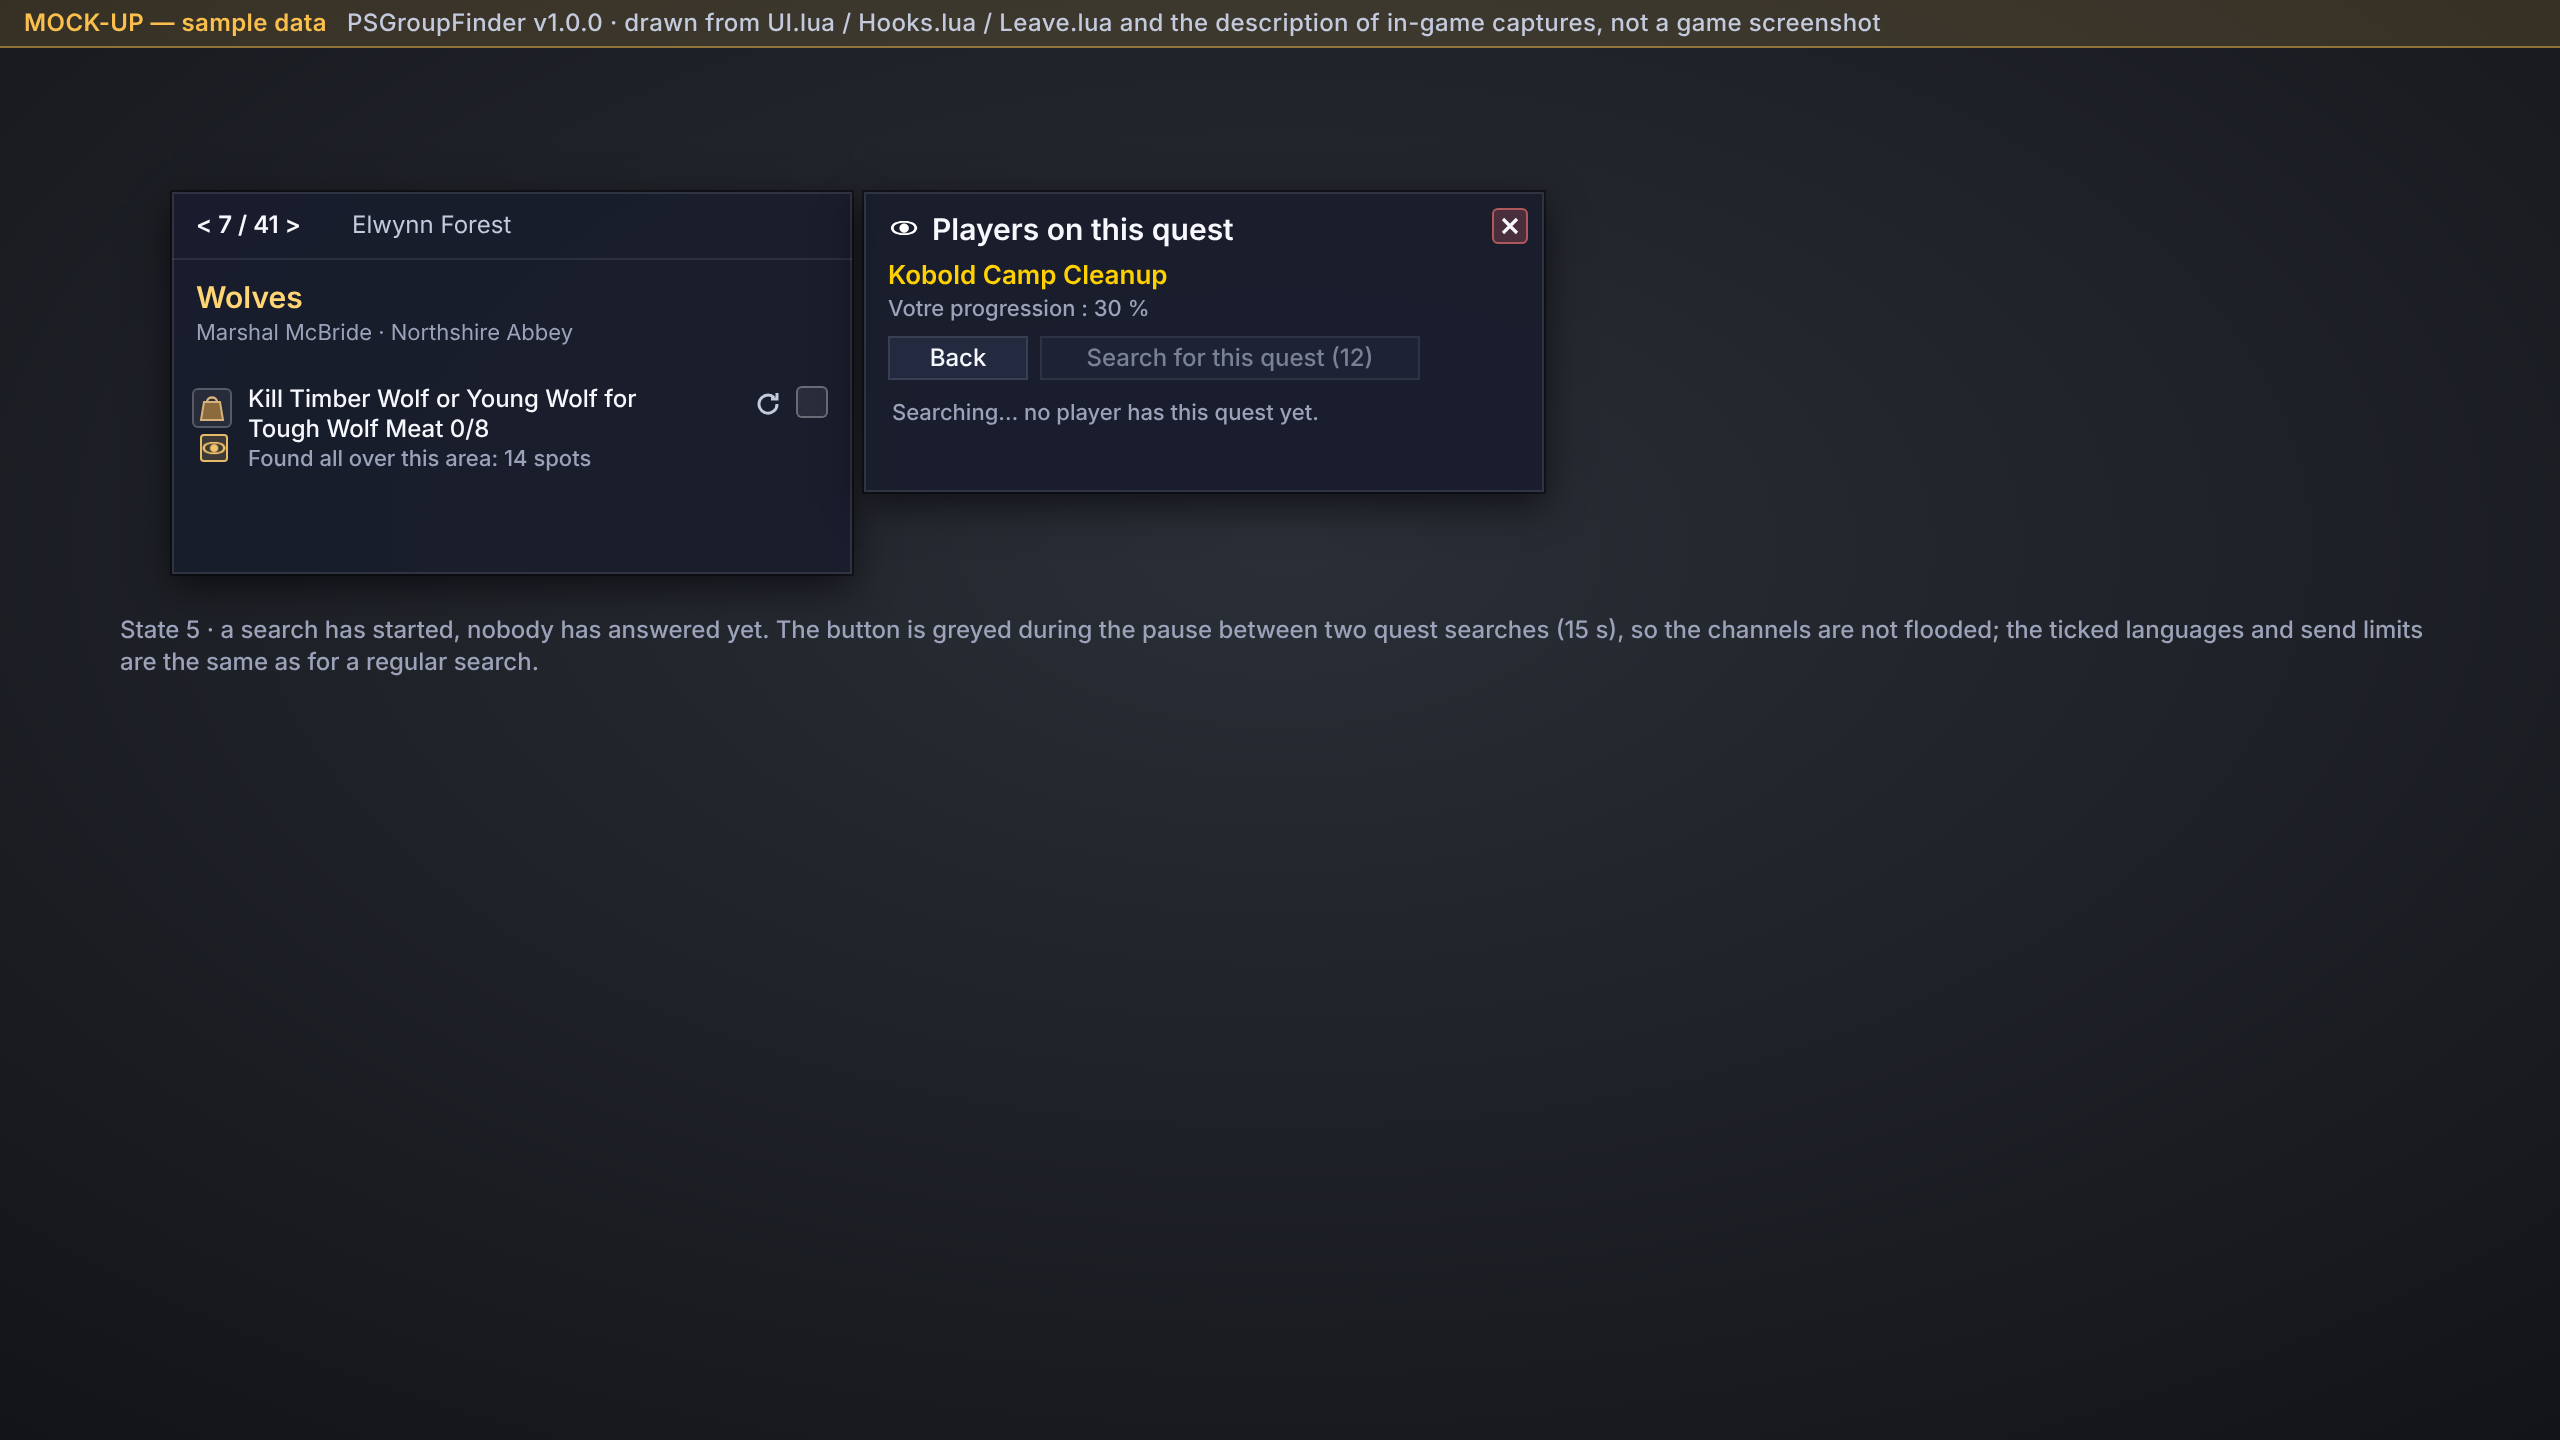 MOCK-UP — sample data PSGroupFinder v1.0.0 · drawn from UI.lua / Hooks.lua / Leave.lua and the description of in-game captures, not a game screenshot
< 7 / 41 > Elwynn Forest
Wolves
Marshal McBride · Northshire Abbey
Kill Timber Wolf or Young Wolf for
Tough Wolf Meat 0/8
Found all over this area: 14 spots
Players on this quest
Kobold Camp Cleanup
Votre progression : 30 %
Back
Search for this quest (12)
Searching... no player has this quest yet.
State 5 · a search has started, nobody has answered yet. The button is greyed during the pause between two quest searches (15 s), so the channels are not flooded; the ticked languages and send limits
are the same as for a regular search.